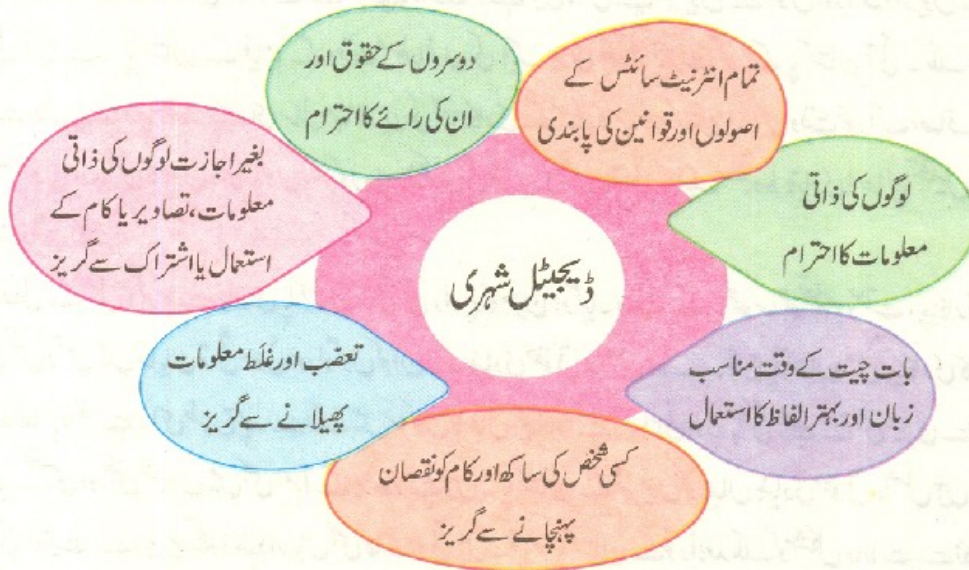 تمام انٹرنیٹ سائٹس کے
اصولوں اور قوانین کی پابندی
دوسروں کے حقوق اور
ان کی رائے کا احترام
لوگوں کی ذاتی
معلومات کا احترام
بغیر اجازت لوگوں کی ذاتی
معلومات، تصاویر یا کام کے
استعمال یا اشتراک سے گریز
ڈیجیٹل شہری
بات چیت کے وقت مناسب
زبان اور بہتر الفاظ کا استعمال
تعصب اور غلط معلومات
پھیلانے سے گریز
کسی شخص کی ساکھ اور کام کو نقصان
پہنچانے سے گریز